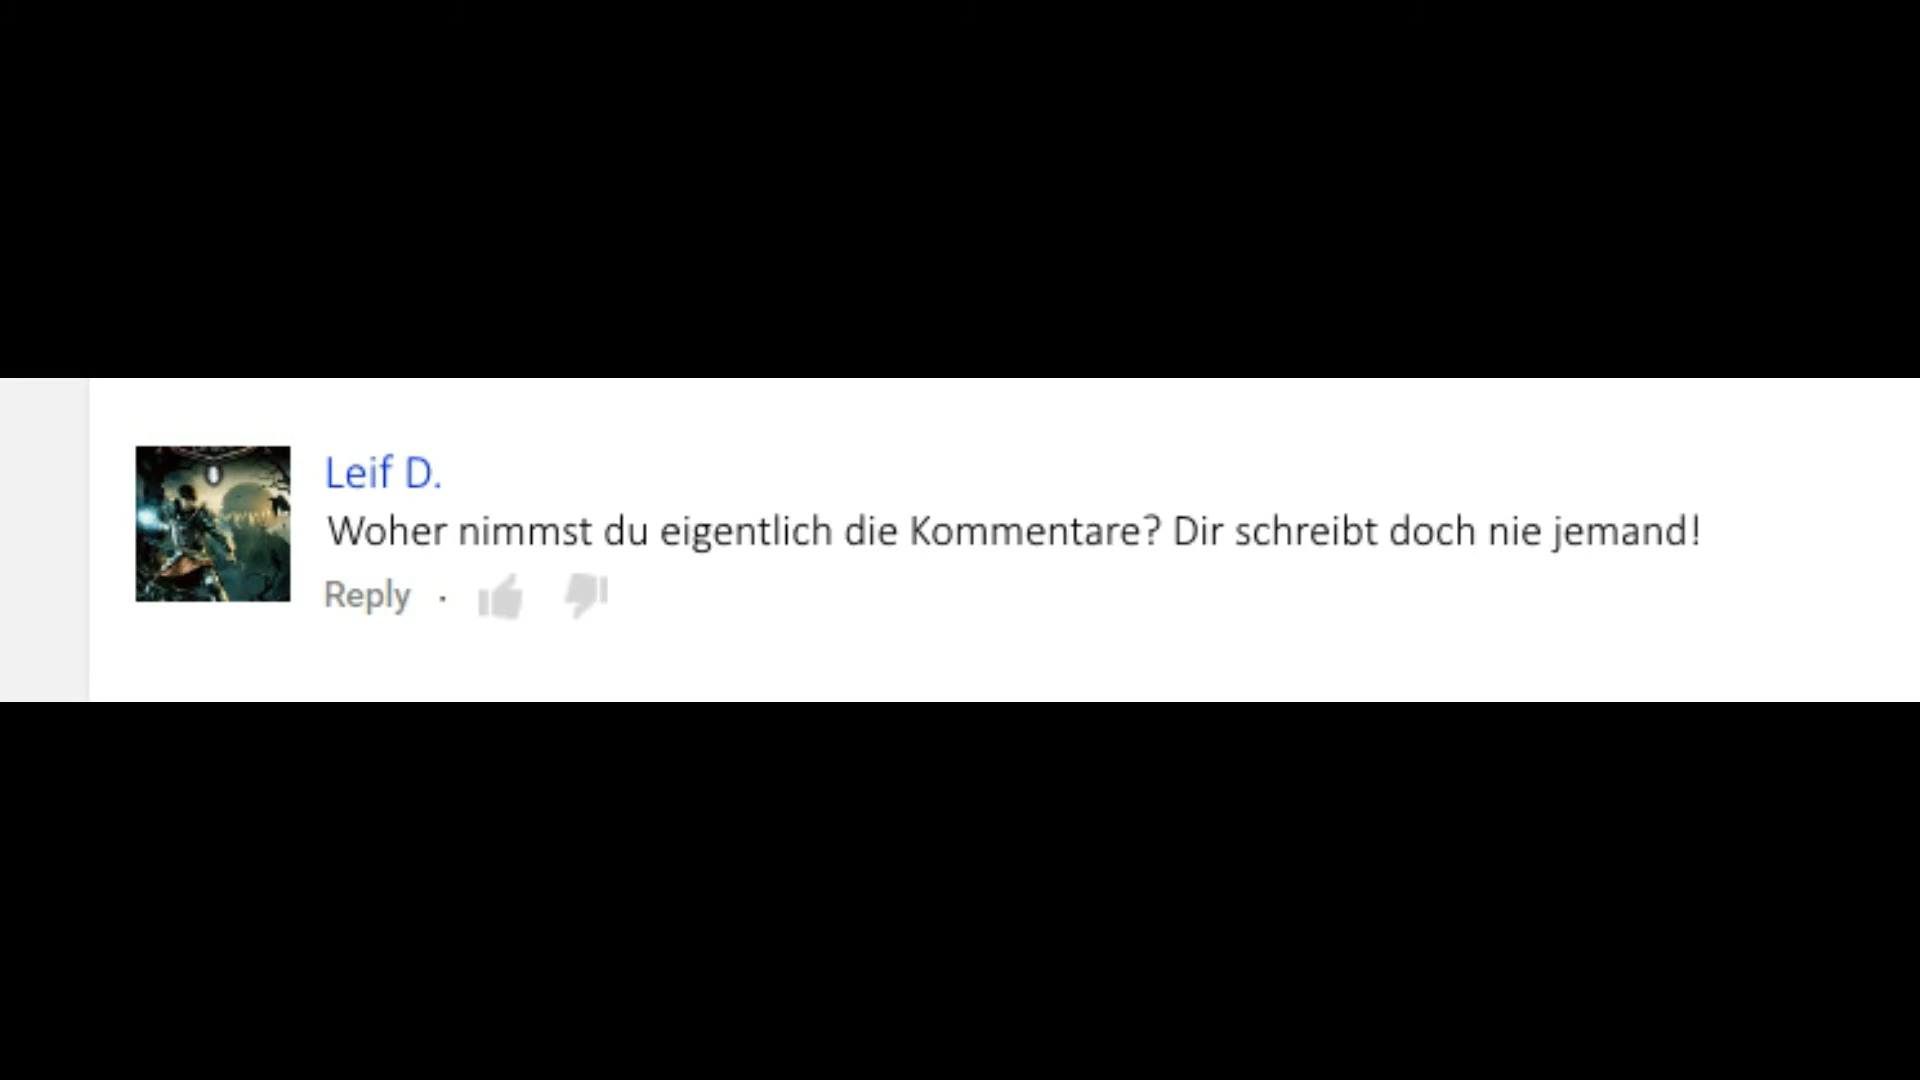 Leif D.
Woher nimmst du eigentlich die Kommentare? Dir schreibt doch nie jemand!
Reply ·